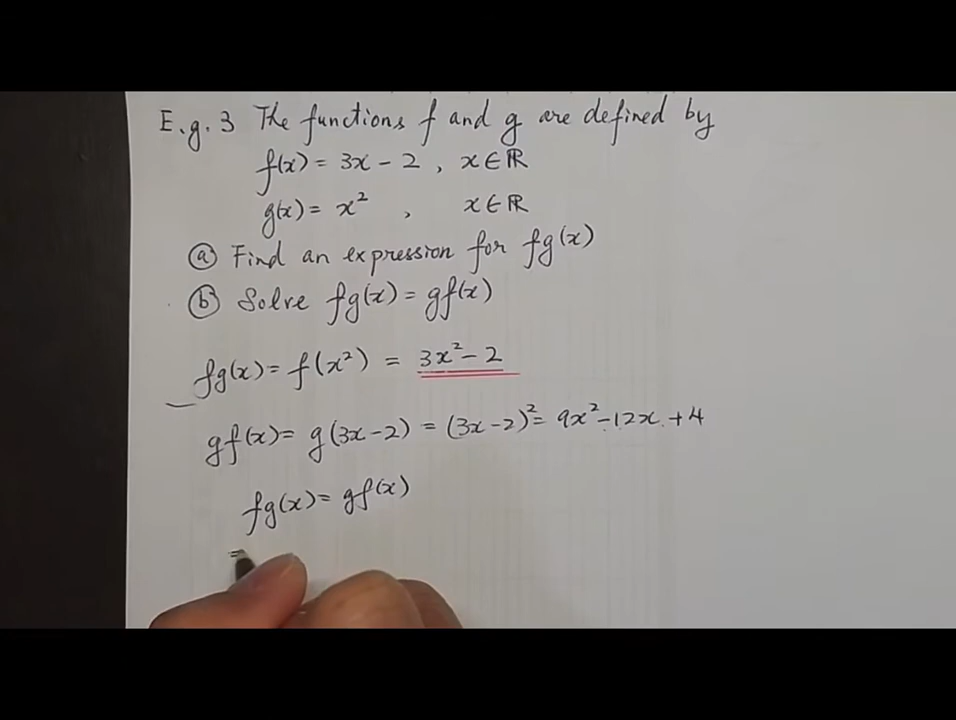 E.g. 3 The functions f and g are defined by
f(x) = 3x - 2, x ∈ ℝ
g(x) = x², x ∈ ℝ
ⓐ Find an expression for fg(x)
ⓑ Solve fg(x) = gf(x)
fg(x) = f(x²) = 3x² - 2
gf(x) = g(3x - 2) = (3x - 2)² = 9x² - 12x + 4
fg(x) = gf(x)